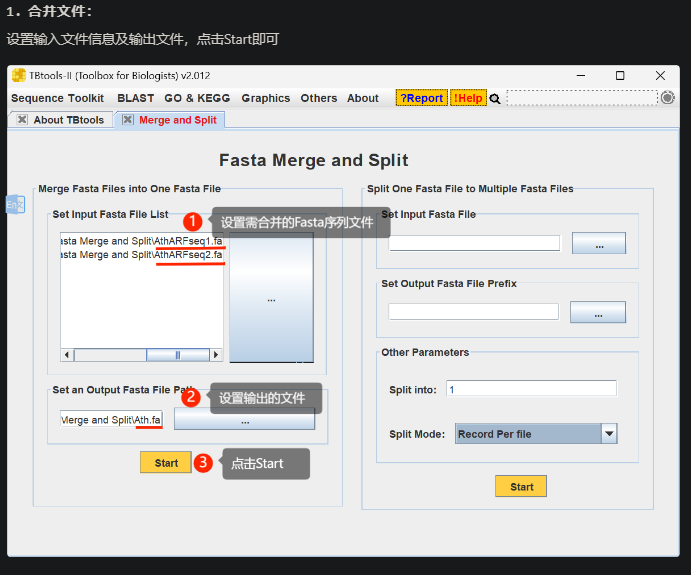 1. 合并文件：
设置输入文件信息及输出文件，点击Start即可
TBtools-II (Toolbox for Biologists) v2.012
Sequence Toolkit BLAST GO & KEGG Graphics Others About ?Report !Help
About TBtools Merge and Split
Fasta Merge and Split
Merge Fasta Files into One Fasta File
Set Input Fasta File List
1 设置需合并的Fasta序列文件
asta Merge and Split\AthARFseq1.fa
asta Merge and Split\AthARFseq2.fa
...
Set an Output Fasta File Path
2 设置输出的文件
Merge and Split\Ath.fa
...
Start
3 点击Start
Split One Fasta File to Multiple Fasta Files
Set Input Fasta File
...
Set Output Fasta File Prefix
...
Other Parameters
Split into: 1
Split Mode: Record Per file
Start